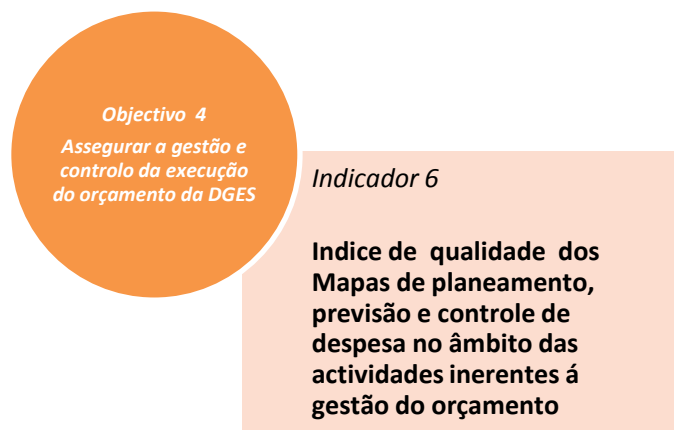 Objectivo 4
Assegurar a gestão e
controlo da execução
do orçamento da DGES
Indicador 6
Indice de qualidade dos
Mapas de planeamento,
previsão e controle de
despesa no âmbito das
actividades inerentes á
gestão do orçamento